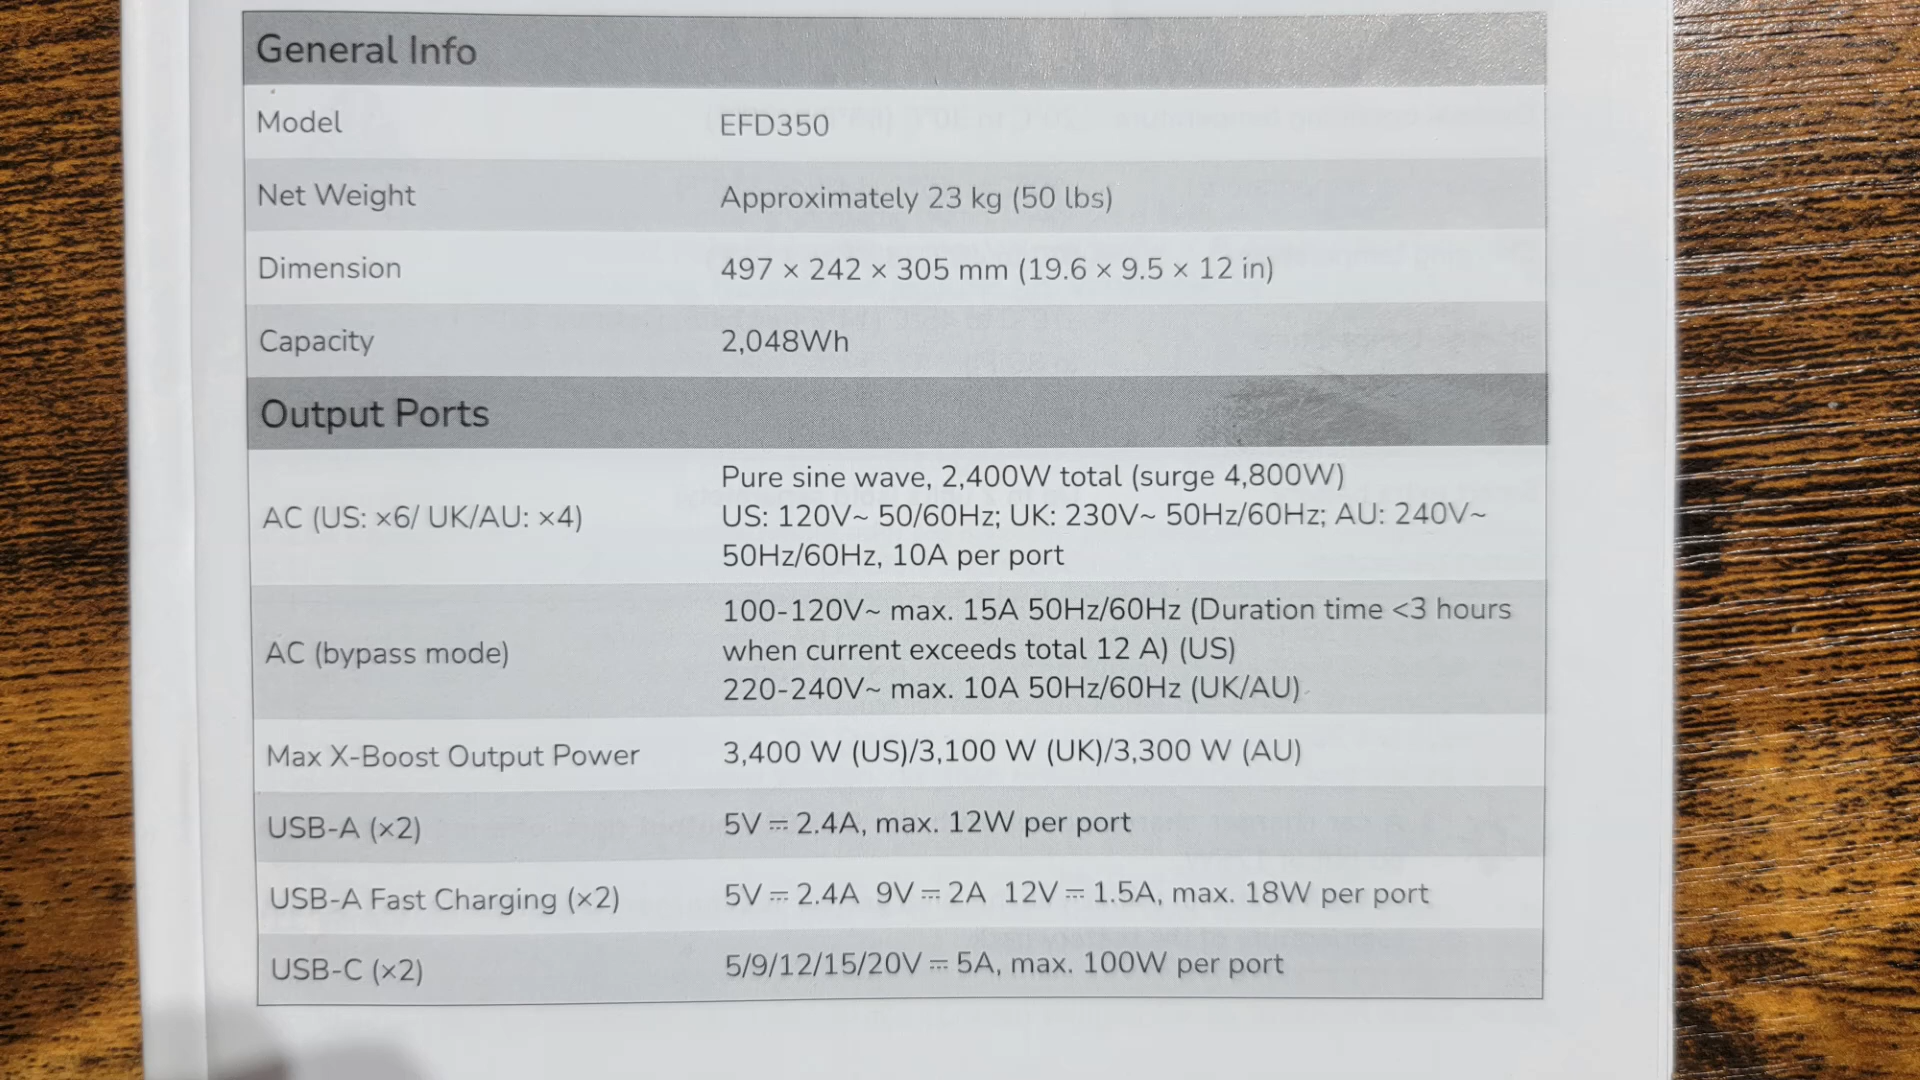 General Info
Model EFD350
Net Weight Approximately 23 kg (50 lbs)
Dimension 497 × 242 × 305 mm (19.6 × 9.5 × 12 in)
Capacity 2,048Wh
Output Ports
AC (US: ×6/ UK/AU: ×4)
Pure sine wave, 2,400W total (surge 4,800W)
US: 120V~ 50/60Hz; UK: 230V~ 50Hz/60Hz; AU: 240V~
50Hz/60Hz, 10A per port
AC (bypass mode)
100-120V~ max. 15A 50Hz/60Hz (Duration time <3 hours
when current exceeds total 12 A) (US)
220-240V~ max. 10A 50Hz/60Hz (UK/AU)
Max X-Boost Output Power 3,400 W (US)/3,100 W (UK)/3,300 W (AU)
USB-A (×2) 5V⎓2.4A, max. 12W per port
USB-A Fast Charging (×2) 5V⎓2.4A 9V⎓2A 12V⎓1.5A, max. 18W per port
USB-C (×2) 5/9/12/15/20V⎓5A, max. 100W per port